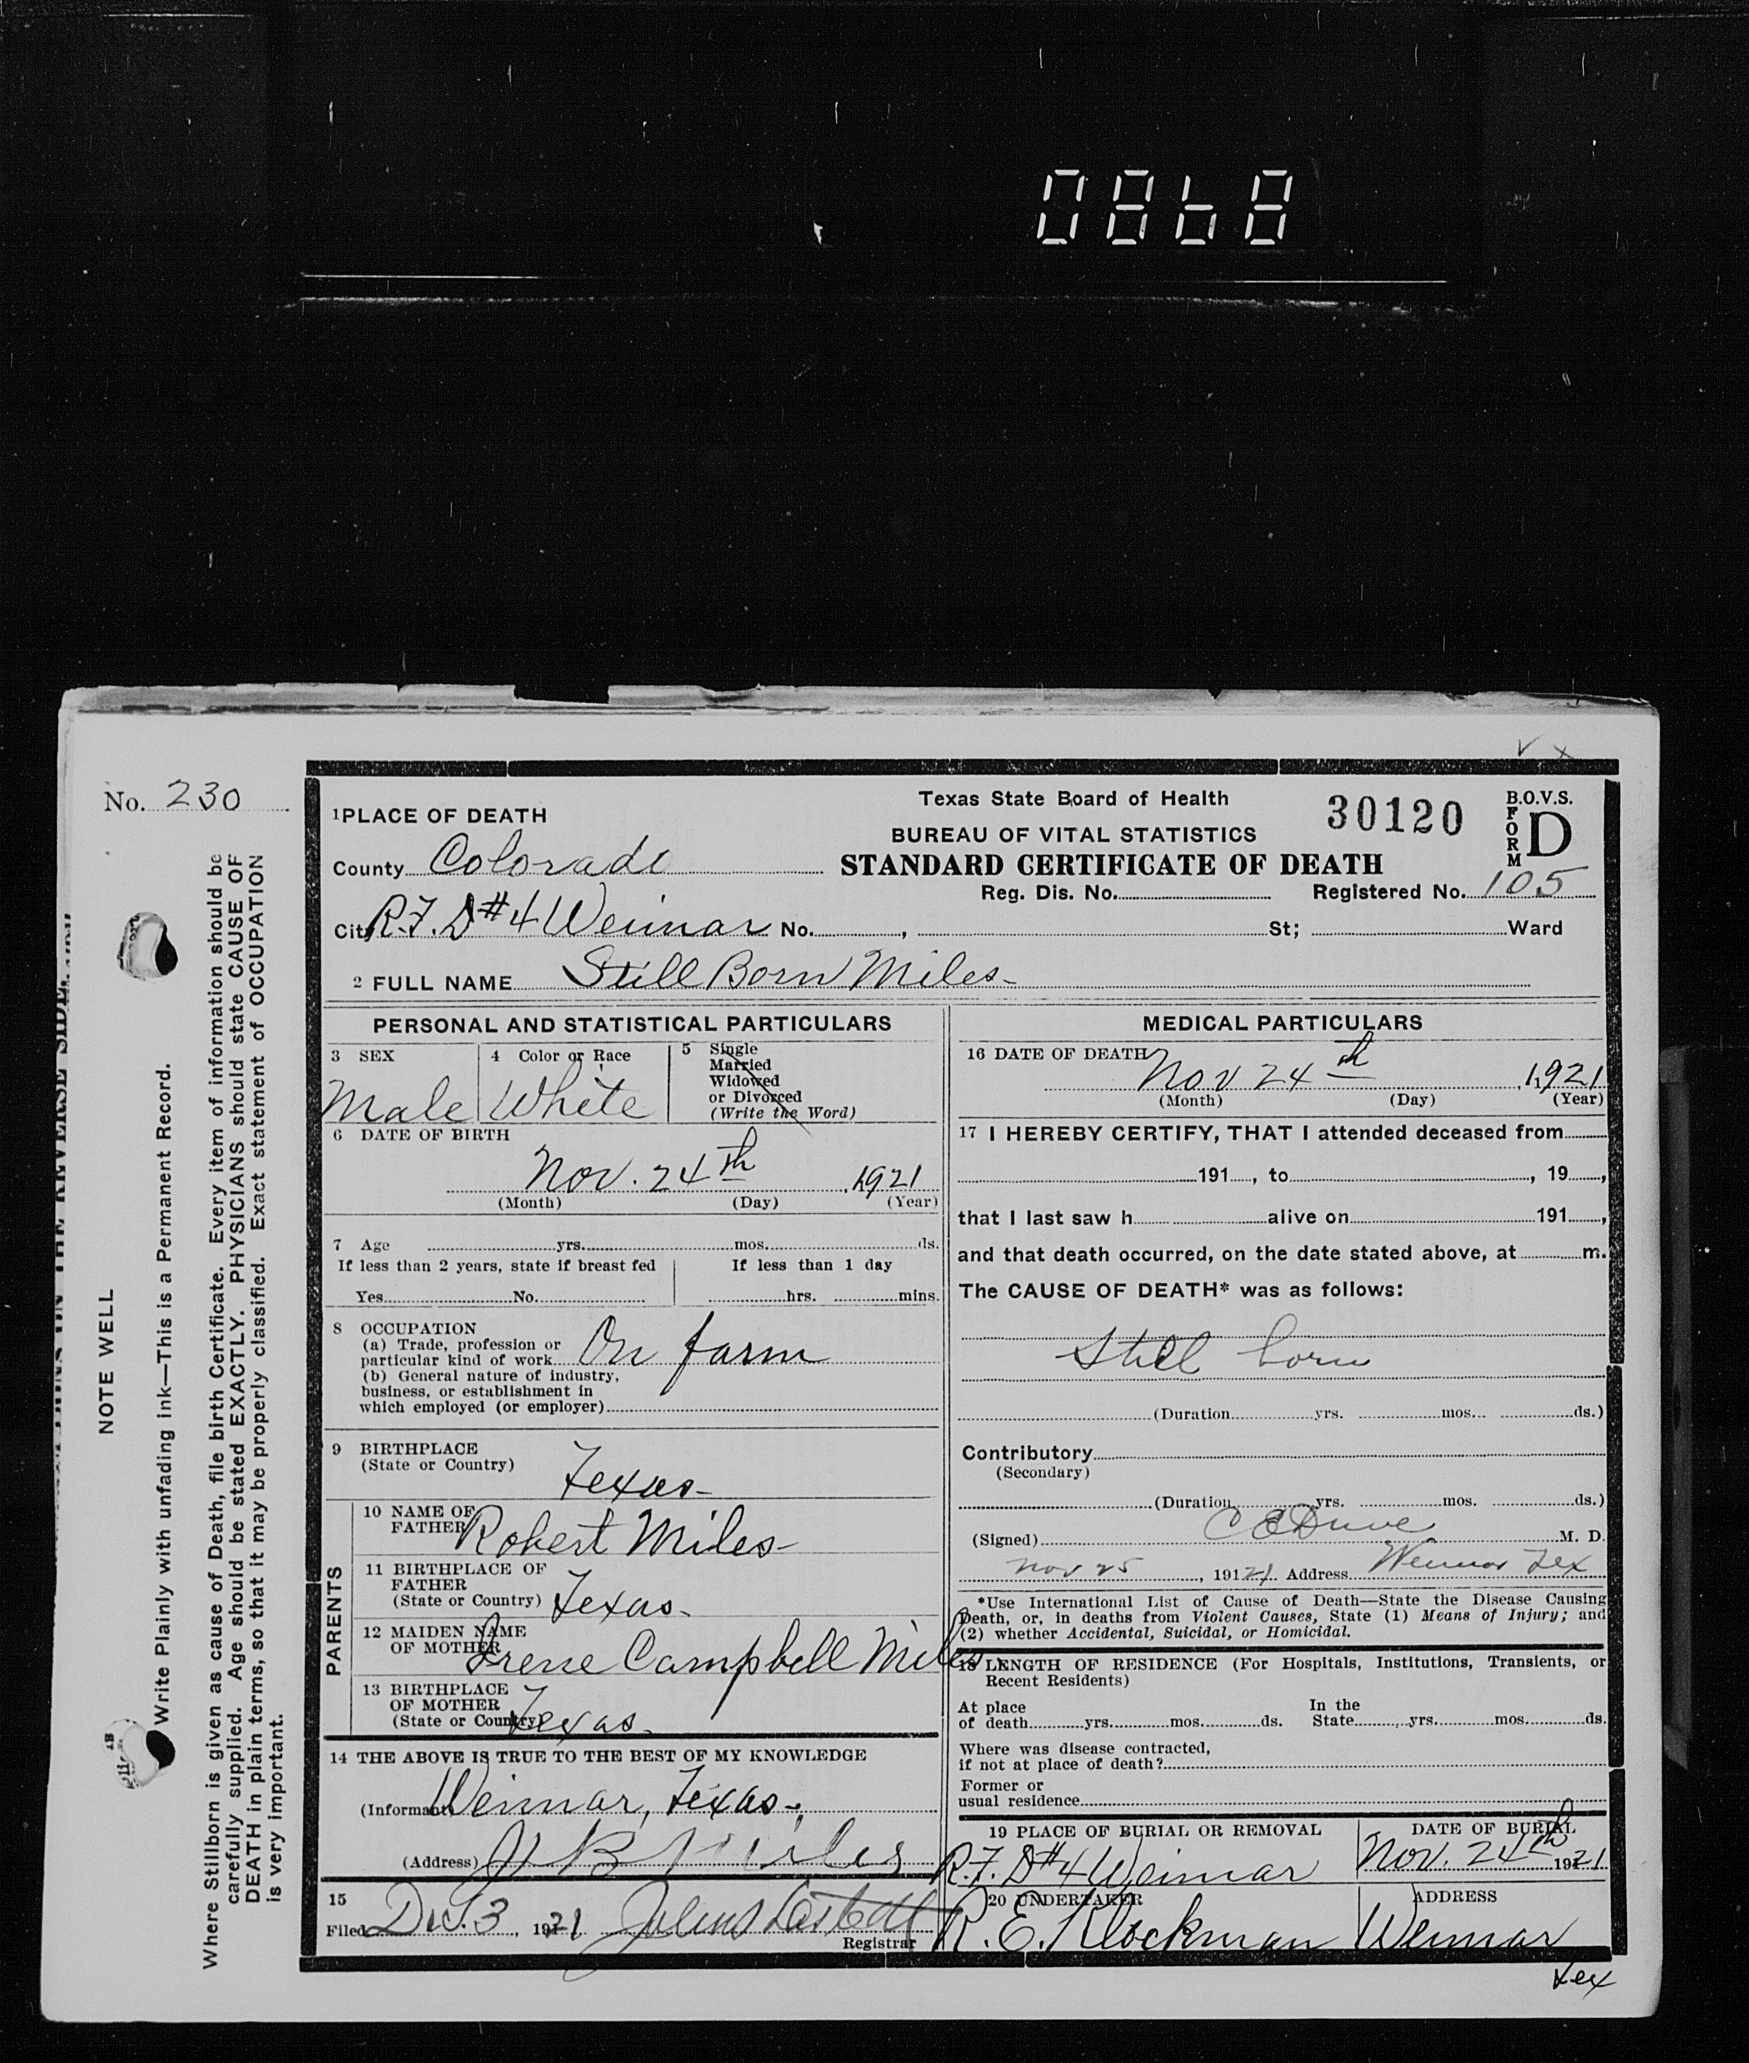 0868
No. 230
NOTE WELL
Write Plainly with unfading ink—This is a Permanent Record.
Where Stillborn is given as cause of Death, file birth Certificate. Every item of information should be
carefully supplied. Age should be stated EXACTLY. PHYSICIANS should state CAUSE OF
DEATH in plain terms, so that it may be properly classified. Exact statement of OCCUPATION
is very important.
Texas State Board of Health
BUREAU OF VITAL STATISTICS
STANDARD CERTIFICATE OF DEATH
30120
B.O.V.S.
FORM D
1 PLACE OF DEATH
County Colorado
Reg. Dis. No. Registered No. 105
City R.F.D #4 Weimar No. , St; Ward
2 FULL NAME Still Born Miles-
PERSONAL AND STATISTICAL PARTICULARS
3 SEX
Male
4 Color or Race
White
5 Single
Married
Widowed
or Divorced
(Write the Word)
6 DATE OF BIRTH
Nov. 24th, 1921
(Month) (Day) (Year)
7 Age yrs. mos. ds.
If less than 2 years, state if breast fed
Yes No.
If less than 1 day
hrs. mins.
8 OCCUPATION
(a) Trade, profession or
particular kind of work On farm
(b) General nature of industry,
business, or establishment in
which employed (or employer)
9 BIRTHPLACE
(State or Country) Texas-
PARENTS
10 NAME OF
FATHER Robert Miles-
11 BIRTHPLACE OF
FATHER
(State or Country) Texas-
12 MAIDEN NAME
OF MOTHER Irene Campbell Miles
13 BIRTHPLACE
OF MOTHER
(State or Country) Texas-
14 THE ABOVE IS TRUE TO THE BEST OF MY KNOWLEDGE
(Informant) Weimar, Texas-
(Address) Miles
15
Filed 3, 1921 Julius
Registrar
MEDICAL PARTICULARS
16 DATE OF DEATH
Nov 24th, 1921
(Month) (Day) (Year)
17 I HEREBY CERTIFY, THAT I attended deceased from
191 , to , 19 ,
that I last saw h alive on 191 ,
and that death occurred, on the date stated above, at m.
The CAUSE OF DEATH* was as follows:
Still born
(Duration yrs. mos. ds.)
Contributory
(Secondary)
(Duration yrs. mos. ds.)
(Signed) C E Duve M. D.
Nov 25, 1921 Address Weimar Tex
*Use International List of Cause of Death—State the Disease Causing
Death, or, in deaths from Violent Causes, State (1) Means of Injury; and
(2) whether Accidental, Suicidal, or Homicidal.
18 LENGTH OF RESIDENCE (For Hospitals, Institutions, Transients, or
Recent Residents)
At place
of death yrs. mos. ds.
In the
State yrs. mos. ds.
Where was disease contracted,
if not at place of death?
Former or
usual residence
19 PLACE OF BURIAL OR REMOVAL
R.F.D #4 Weimar
DATE OF BURIAL
Nov. 24th 1921
20 UNDERTAKER
R. E. Klockman
ADDRESS
Weimar
Tex